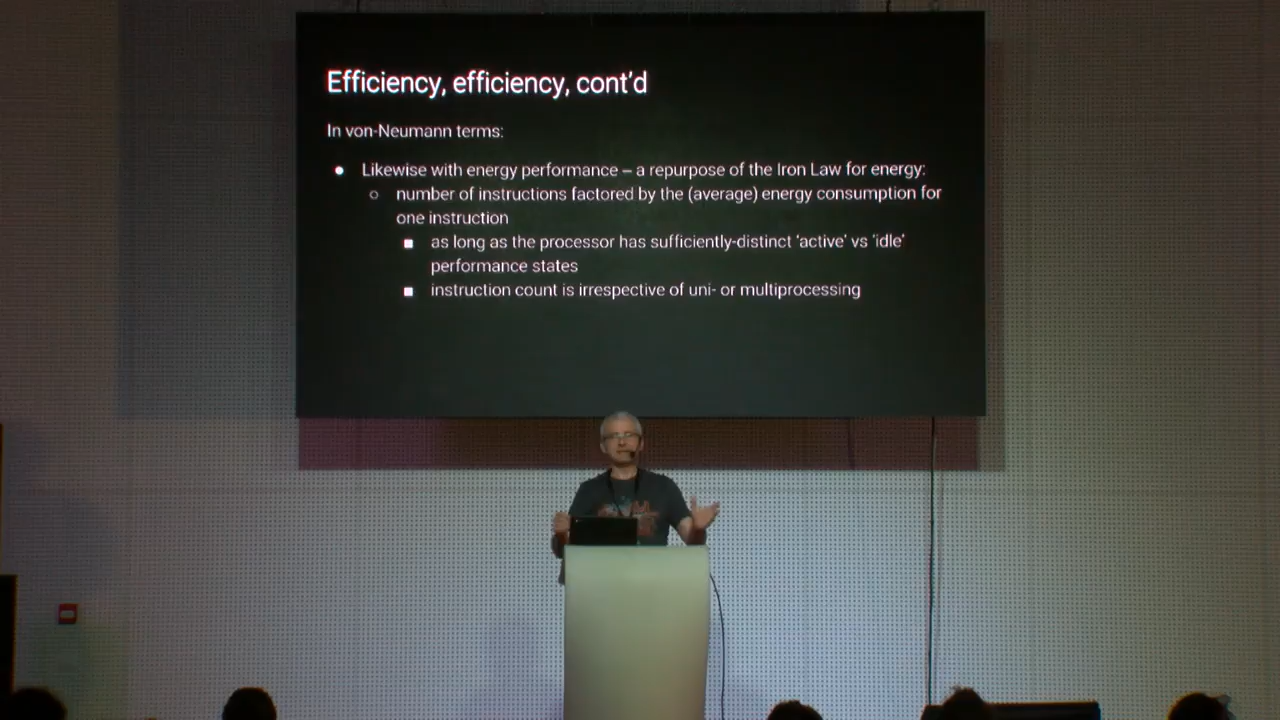 Efficiency, efficiency, cont'd
In von-Neumann terms:
● Likewise with energy performance – a repurpose of the Iron Law for energy:
○ number of instructions factored by the (average) energy consumption for
one instruction
■ as long as the processor has sufficiently-distinct 'active' vs 'idle'
performance states
■ instruction count is irrespective of uni- or multiprocessing